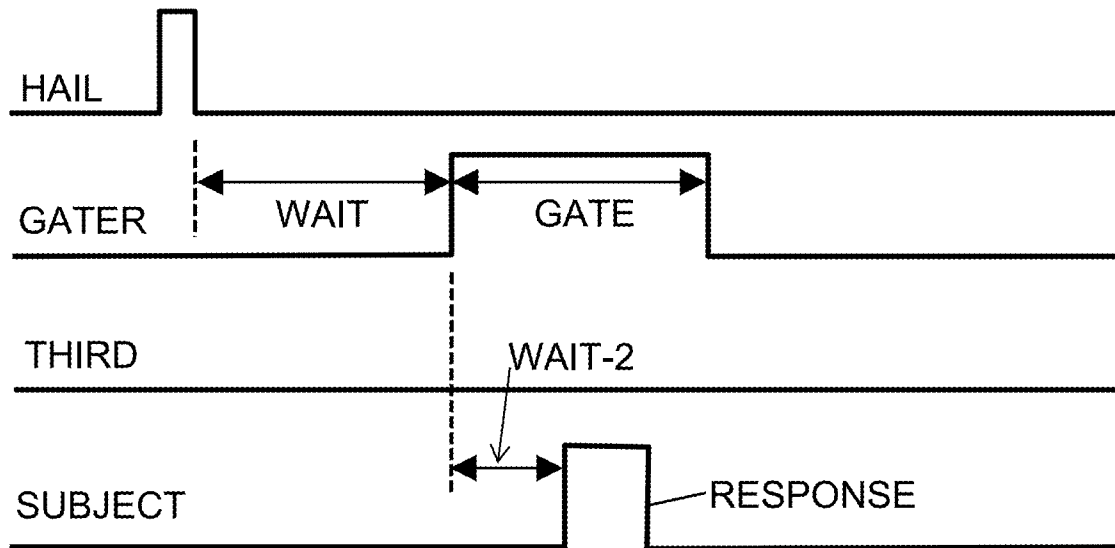 HAIL
WAIT
GATE
GATER
THIRD
WAIT-2
SUBJECT
RESPONSE